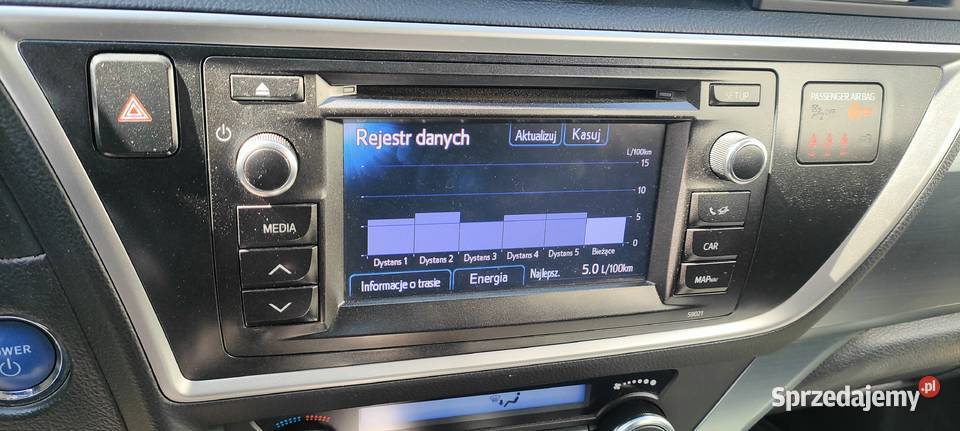 SETUP
PASSENGER AIR BAG
Rejestr danych
Aktualizuj
Kasuj
L/100km
15
10
5
0
MEDIA
CAR
MAP
Dystans 1
Dystans 2
Dystans 3
Dystans 4
Dystans 5
Bieżące
Informacje o trasie
Energia
Najlepsz.
5.0 L/100km
59021
POWER
Sprzedajemy.pl